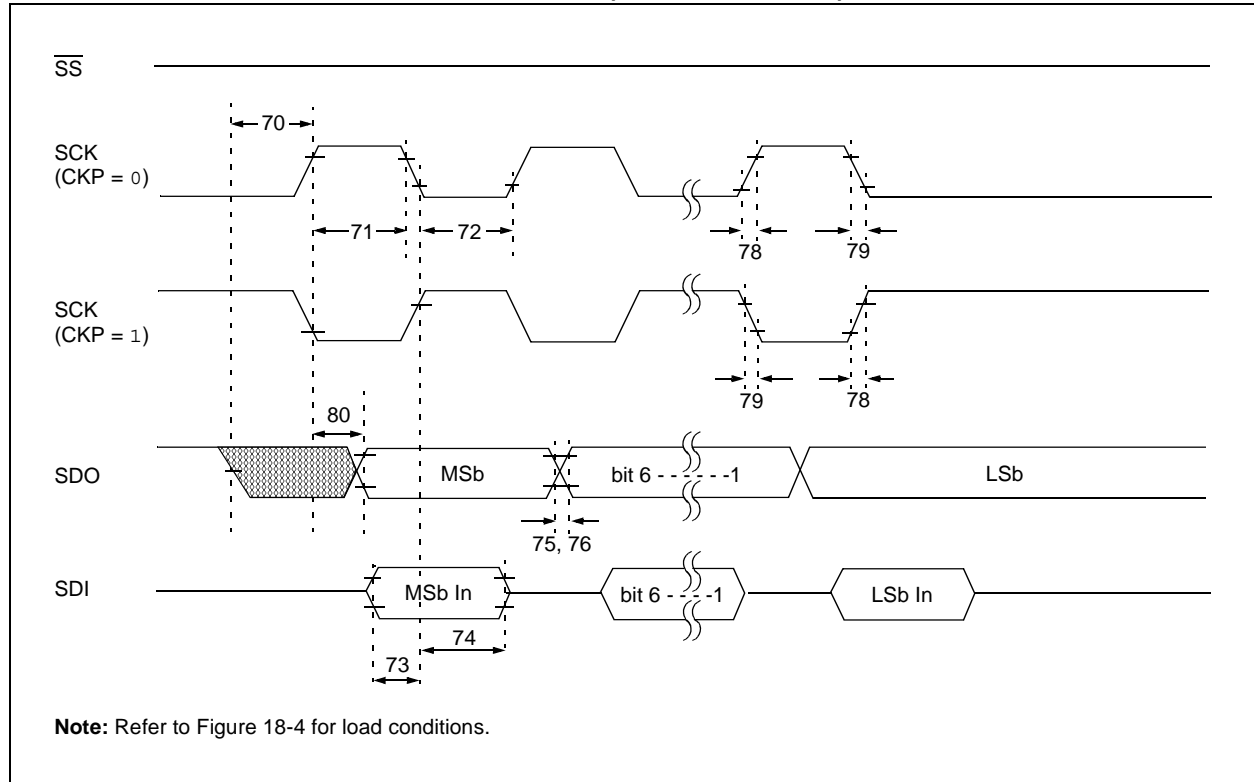 SS
70
SCK
(CKP = 0)
71
72
78
79
SCK
(CKP = 1)
79
78
80
SDO
MSb
bit 6 - - - - - -1
LSb
75, 76
SDI
MSb In
bit 6 - - - - -1
LSb In
74
73
Note: Refer to Figure 18-4 for load conditions.